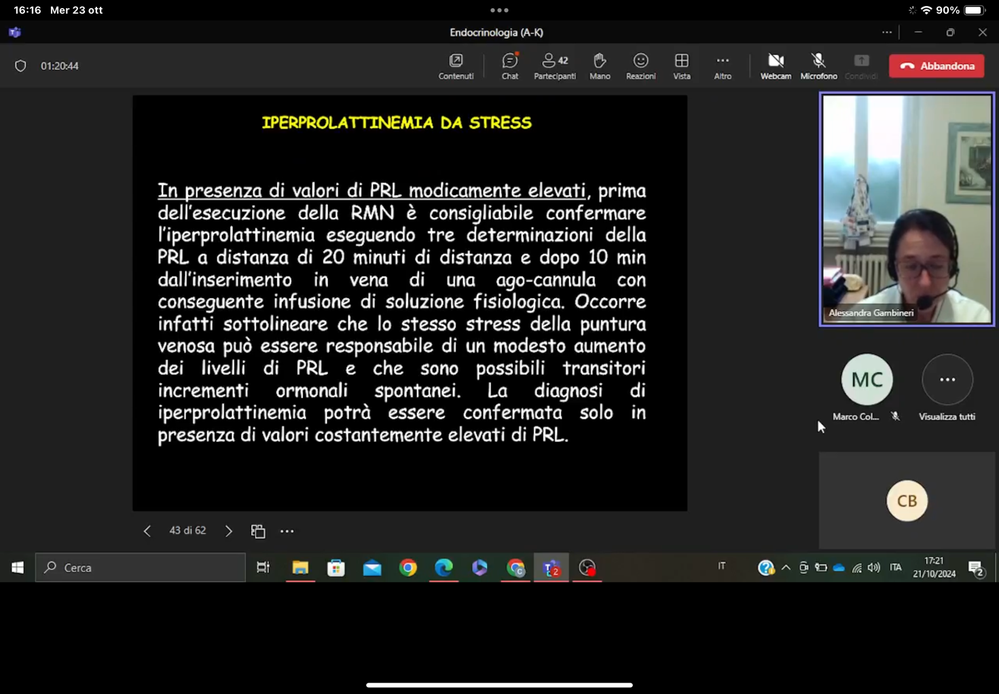 16:16 Mer 23 ott
90%
Endocrinologia (A-K)
01:20:44
Contenuti
Chat
42
Partecipanti
Mano
Reazioni
Vista
Altro
Webcam
Microfono
Condividi
Abbandona
IPERPROLATTINEMIA DA STRESS
In presenza di valori di PRL modicamente elevati, prima
dell'esecuzione della RMN è consigliabile confermare
l'iperprolattinemia eseguendo tre determinazioni della
PRL a distanza di 20 minuti di distanza e dopo 10 min
dall'inserimento in vena di una ago-cannula con
conseguente infusione di soluzione fisiologica. Occorre
infatti sottolineare che lo stesso stress della puntura
venosa può essere responsabile di un modesto aumento
dei livelli di PRL e che sono possibili transitori
incrementi ormonali spontanei. La diagnosi di
iperprolattinemia potrà essere confermata solo in
presenza di valori costantemente elevati di PRL.
Alessandra Gambineri
MC
Marco Col...
Visualizza tutti
CB
43 di 62
Cerca
C
T
2
IT
ITA
17:21
21/10/2024
2